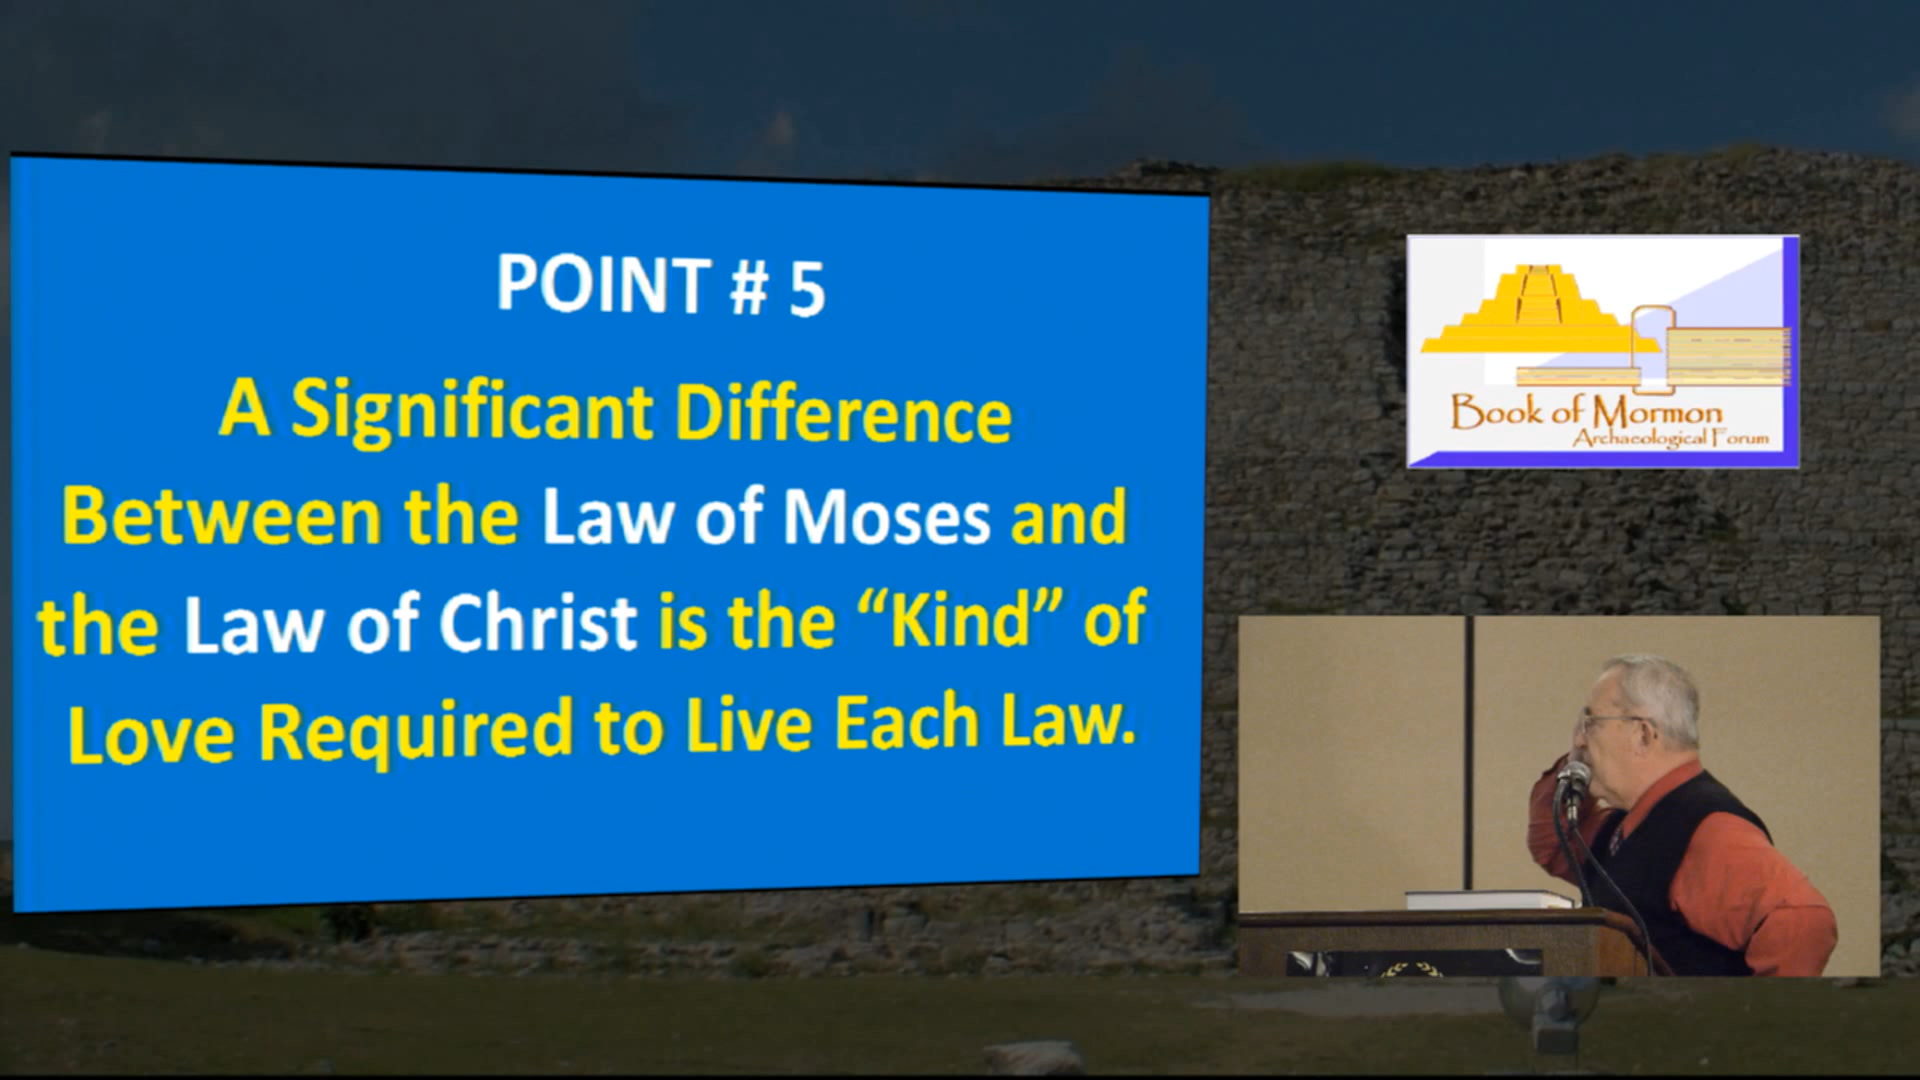 POINT # 5
A Significant Difference
Between the Law of Moses and
the Law of Christ is the “Kind” of
Love Required to Live Each Law.
Book of Mormon
Archaeological Forum